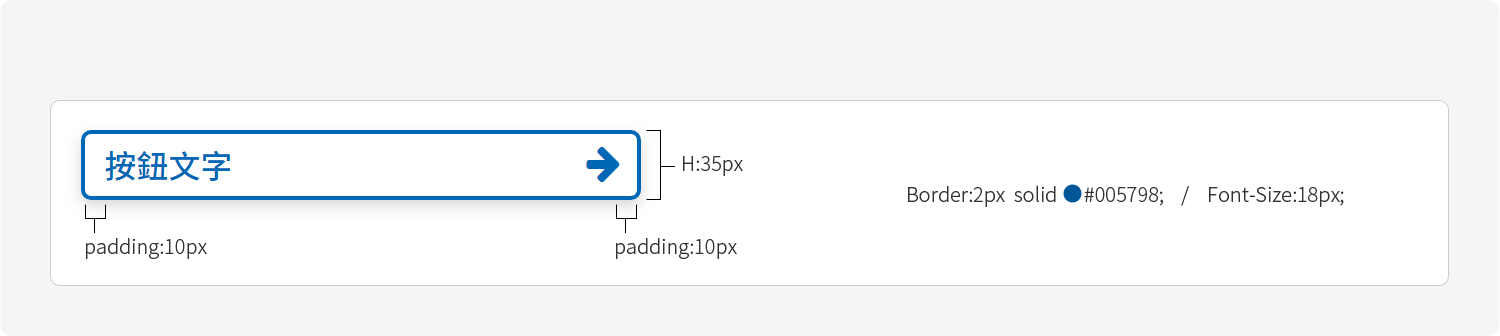 按鈕文字
H:35px
Border:2px solid #005798; / Font-Size:18px;
padding:10px
padding:10px